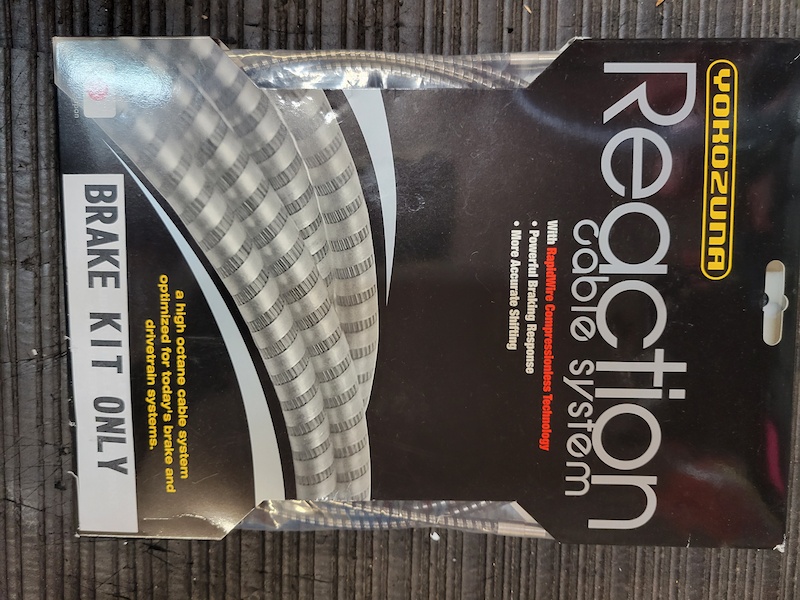 YOKOZUNA
Reaction
cable system
With RapidWire Compressionless Technology
• Powerful Braking Response
• More Accurate Shifting
a high octane cable system
optimized for today's brake and
drivetrain systems.
BRAKE KIT ONLY